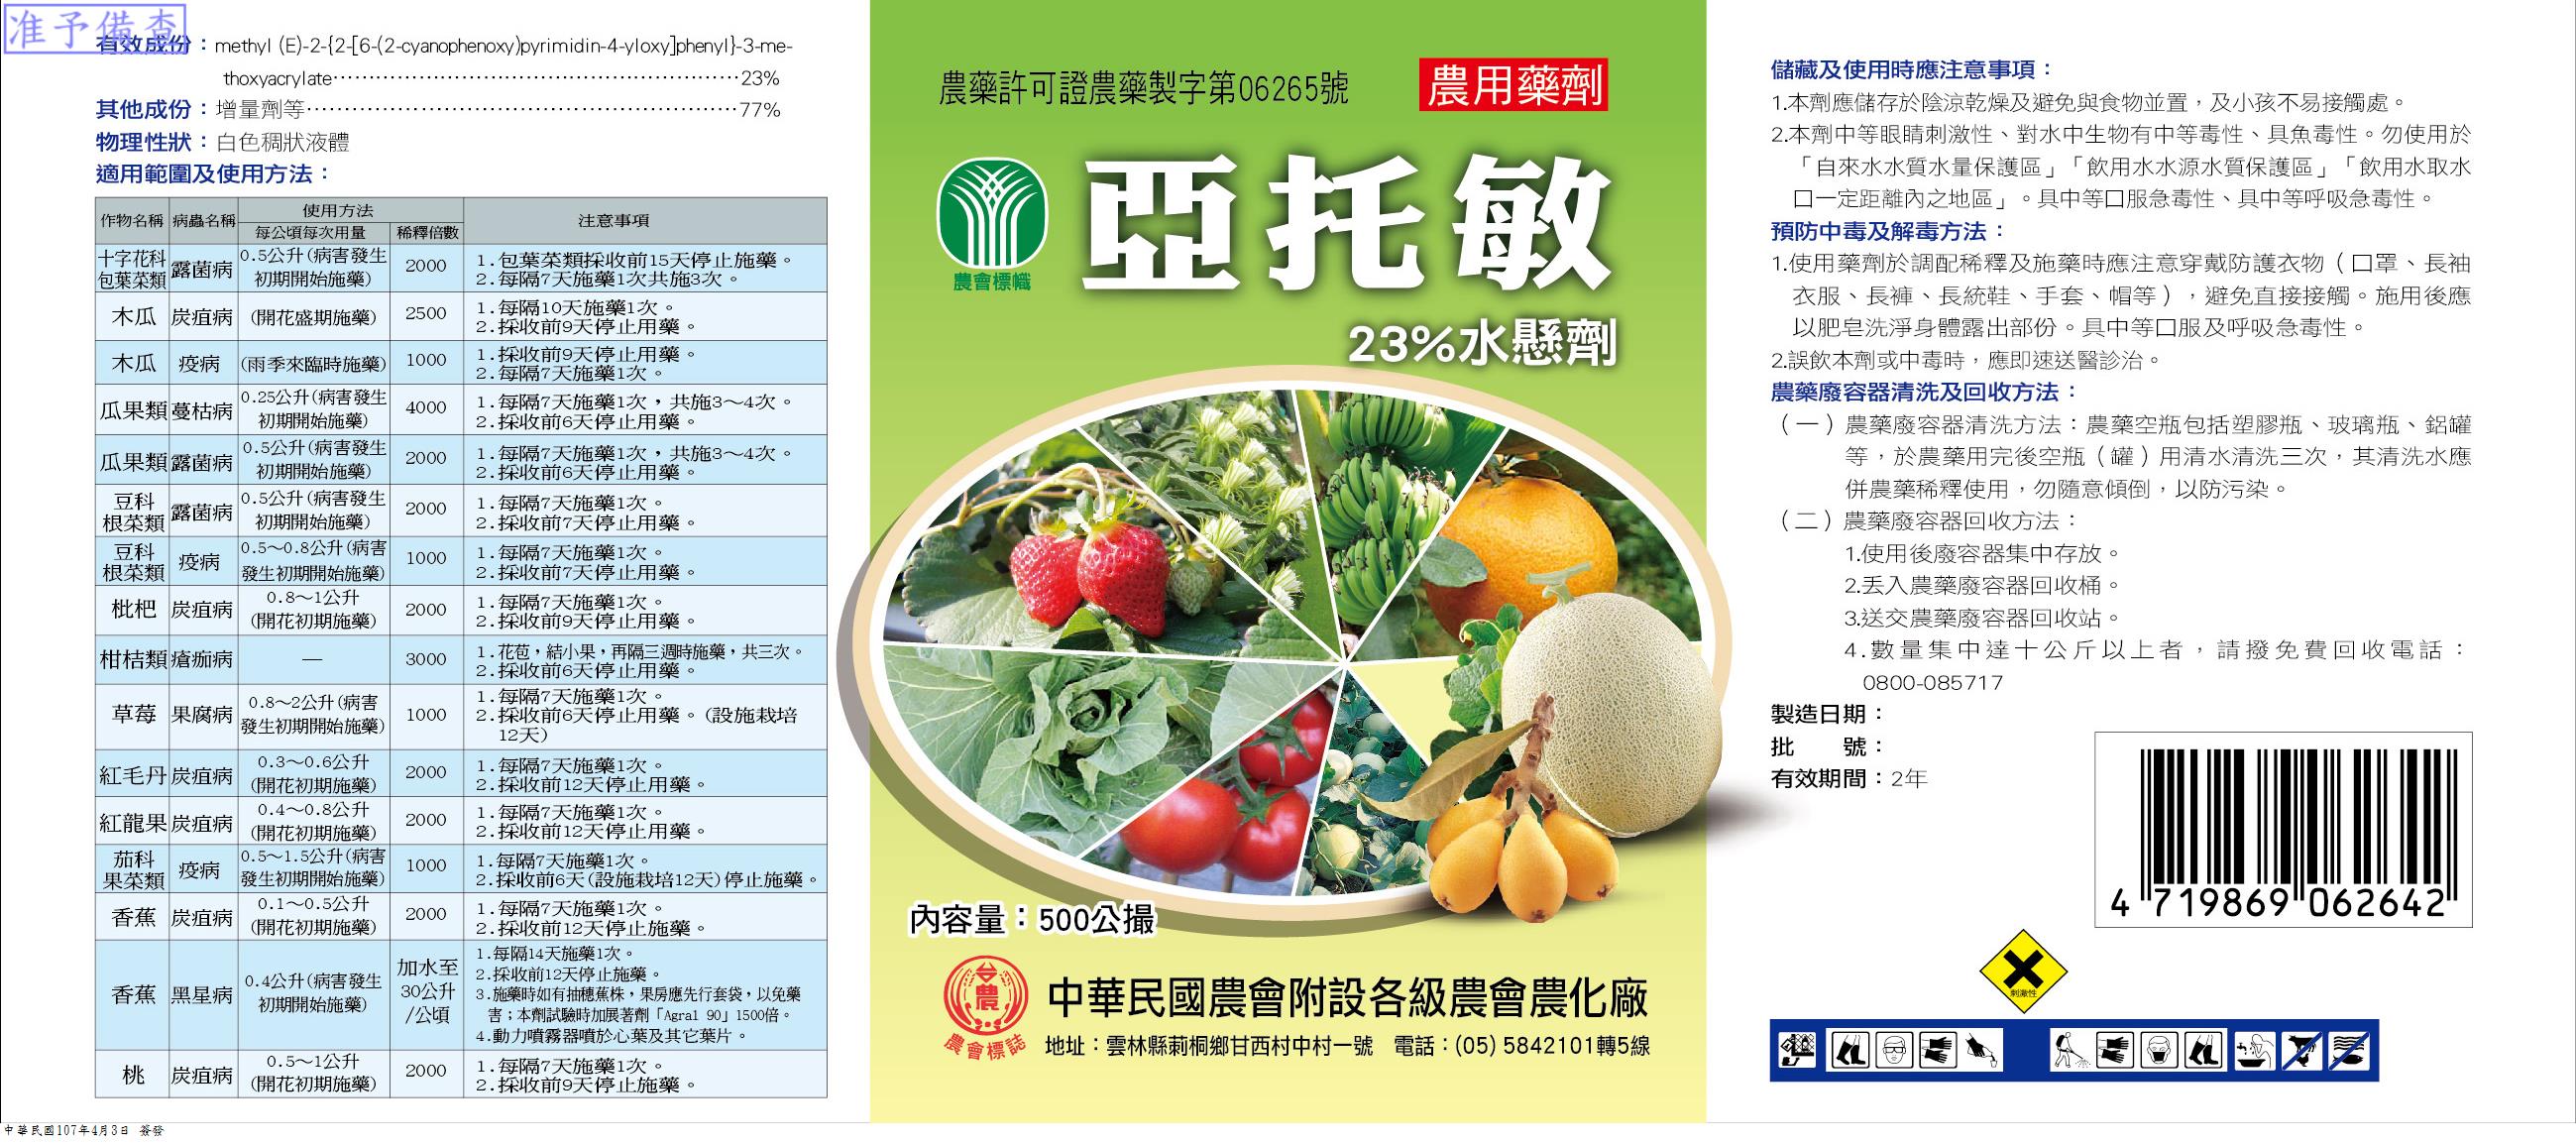 准予備查
有效成份：methyl (E)-2-{2-[6-(2-cyanophenoxy)pyrimidin-4-yloxy]phenyl}-3-me-
thoxyacrylate……………………………………………………23%
其他成份：增量劑等……………………………………………………77%
物理性狀：白色稠狀液體
適用範圍及使用方法：
作物名稱 病蟲名稱 使用方法 注意事項
每公頃每次用量 稀釋倍數
十字花科 包葉菜類 露菌病 0.5公升(病害發生初期開始施藥) 2000 1.包葉菜類採收前15天停止施藥。
2.每隔7天施藥1次共施3次。
木瓜 炭疽病 (開花盛期施藥) 2500 1.每隔10天施藥1次。
2.採收前9天停止用藥。
木瓜 疫病 (雨季來臨時施藥) 1000 1.採收前9天停止用藥。
2.每隔7天施藥1次。
瓜果類 蔓枯病 0.25公升(病害發生初期開始施藥) 4000 1.每隔7天施藥1次，共施3～4次。
2.採收前6天停止用藥。
瓜果類 露菌病 0.5公升(病害發生初期開始施藥) 2000 1.每隔7天施藥1次，共施3～4次。
2.採收前6天停止用藥。
豆科 根菜類 露菌病 0.5公升(病害發生初期開始施藥) 2000 1.每隔7天施藥1次。
2.採收前7天停止用藥。
豆科 根菜類 疫病 0.5～0.8公升(病害發生初期開始施藥) 1000 1.每隔7天施藥1次。
2.採收前7天停止用藥。
枇杷 炭疽病 0.8～1公升(開花初期施藥) 2000 1.每隔7天施藥1次。
2.採收前9天停止用藥。
柑桔類 瘡痂病 — 3000 1.花苞，結小果，再隔三週時施藥，共三次。
2.採收前6天停止用藥。
草莓 果腐病 0.8～2公升(病害發生初期開始施藥) 1000 1.每隔7天施藥1次。
2.採收前6天停止用藥。(設施栽培
12天)
紅毛丹 炭疽病 0.3～0.6公升(開花初期施藥) 2000 1.每隔7天施藥1次。
2.採收前12天停止用藥。
紅龍果 炭疽病 0.4～0.8公升(開花初期施藥) 2000 1.每隔7天施藥1次。
2.採收前12天停止用藥。
茄科 果菜類 疫病 0.5～1.5公升(病害發生初期開始施藥) 1000 1.每隔7天施藥1次。
2.採收前6天(設施栽培12天)停止施藥。
香蕉 炭疽病 0.1～0.5公升(開花初期施藥) 2000 1.每隔7天施藥1次。
2.採收前12天停止施藥。
香蕉 黑星病 0.4公升(病害發生初期開始施藥) 加水至30公升/公頃 1.每隔14天施藥1次。
2.採收前12天停止施藥。
3.施藥時如有抽穗蕉株，果房應先行套袋，以免藥
害；本劑試驗時加展著劑「Agral 90」1500倍。
4.動力噴霧器噴於心葉及其它葉片。
桃 炭疽病 0.5～1公升(開花初期施藥) 2000 1.每隔7天施藥1次。
2.採收前9天停止施藥。
中華民國107年4月3日 簽發
農藥許可證農藥製字第06265號
農用藥劑
農會標幟
亞托敏
23%水懸劑
內容量：500公撮
農
農會標誌
中華民國農會附設各級農會農化廠
地址：雲林縣莿桐鄉甘西村中村一號 電話：(05) 5842101轉5線
儲藏及使用時應注意事項：
1.本劑應儲存於陰涼乾燥及避免與食物並置，及小孩不易接觸處。
2.本劑中等眼睛刺激性、對水中生物有中等毒性、具魚毒性。勿使用於
「自來水水質水量保護區」「飲用水水源水質保護區」「飲用水取水
口一定距離內之地區」。具中等口服急毒性、具中等呼吸急毒性。
預防中毒及解毒方法：
1.使用藥劑於調配稀釋及施藥時應注意穿戴防護衣物（口罩、長袖
衣服、長褲、長統鞋、手套、帽等），避免直接接觸。施用後應
以肥皂洗淨身體露出部份。具中等口服及呼吸急毒性。
2.誤飲本劑或中毒時，應即速送醫診治。
農藥廢容器清洗及回收方法：
（一）農藥廢容器清洗方法：農藥空瓶包括塑膠瓶、玻璃瓶、鋁罐
等，於農藥用完後空瓶（罐）用清水清洗三次，其清洗水應
併農藥稀釋使用，勿隨意傾倒，以防污染。
（二）農藥廢容器回收方法：
1.使用後廢容器集中存放。
2.丟入農藥廢容器回收桶。
3.送交農藥廢容器回收站。
4.數量集中達十公斤以上者，請撥免費回收電話：
0800-085717
製造日期：
批 號：
有效期間：2年
4 719869 062642
刺激性